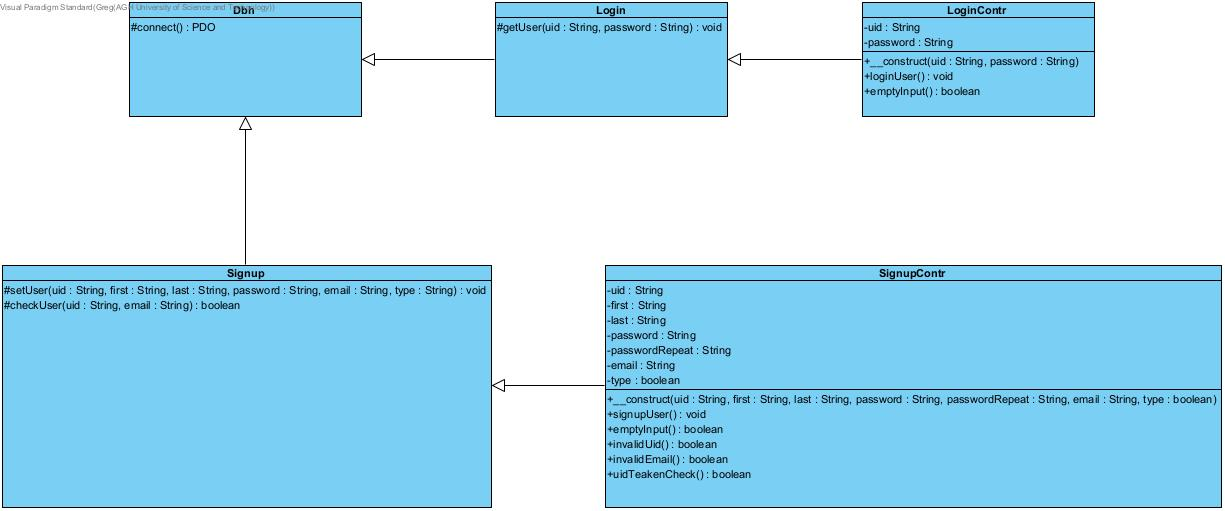 Visual Paradigm Standard(Greg(AGH University of Science and Technology))
Dbh
#connect() : PDO
Login
#getUser(uid : String, password : String) : void
LoginContr
-uid : String
-password : String
+__construct(uid : String, password : String)
+loginUser() : void
+emptyInput() : boolean
Signup
#setUser(uid : String, first : String, last : String, password : String, email : String, type : String) : void
#checkUser(uid : String, email : String) : boolean
SignupContr
-uid : String
-first : String
-last : String
-password : String
-passwordRepeat : String
-email : String
-type : boolean
+__construct(uid : String, first : String, last : String, password : String, passwordRepeat : String, email : String, type : boolean)
+signupUser() : void
+emptyInput() : boolean
+invalidUid() : boolean
+invalidEmail() : boolean
+uidTeakenCheck() : boolean